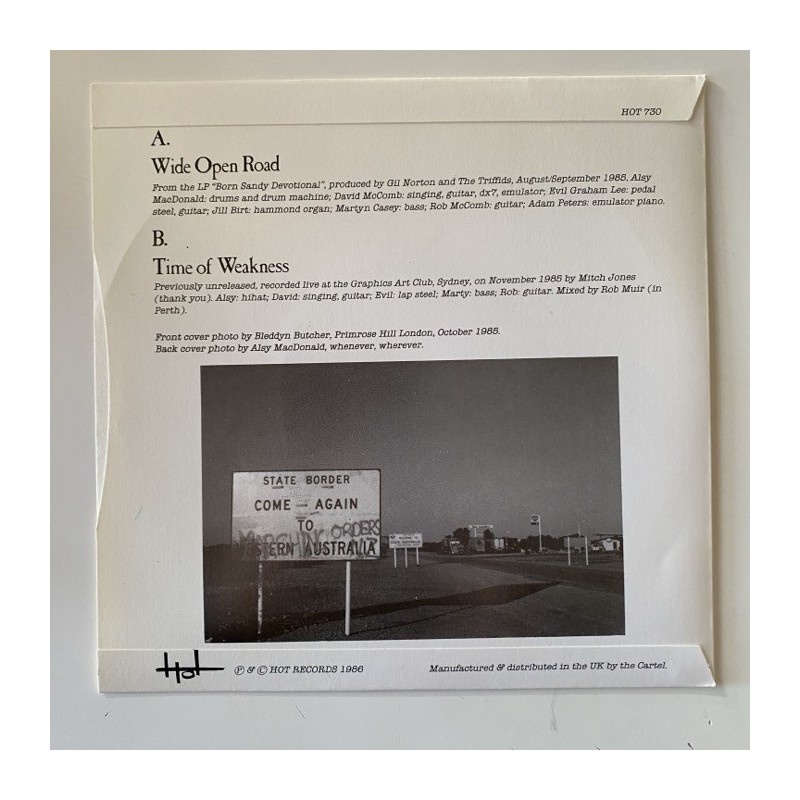 HOT 730
A.
Wide Open Road
From the LP "Born Sandy Devotional", produced by Gil Norton and The Triffids, August/September 1985. Alsy
MacDonald: drums and drum machine; David McComb: singing, guitar, dx7, emulator; Evil Graham Lee: pedal
steel, guitar; Jill Birt: hammond organ; Martyn Casey: bass; Rob McComb: guitar; Adam Peters: emulator piano.
B.
Time of Weakness
Previously unreleased, recorded live at the Graphics Art Club, Sydney, on November 1985 by Mitch Jones
(thank you). Alsy: hihat; David: singing, guitar; Evil: lap steel; Marty: bass; Rob: guitar. Mixed by Rob Muir (in
Perth).
Front cover photo by Bleddyn Butcher, Primrose Hill London, October 1985.
Back cover photo by Alsy MacDonald, whenever, wherever.
STATE BORDER
COME — AGAIN
TO
MARCHING ORDERS
WESTERN AUSTRALIA
Hot
Ⓟ & © HOT RECORDS 1986
Manufactured & distributed in the UK by the Cartel.